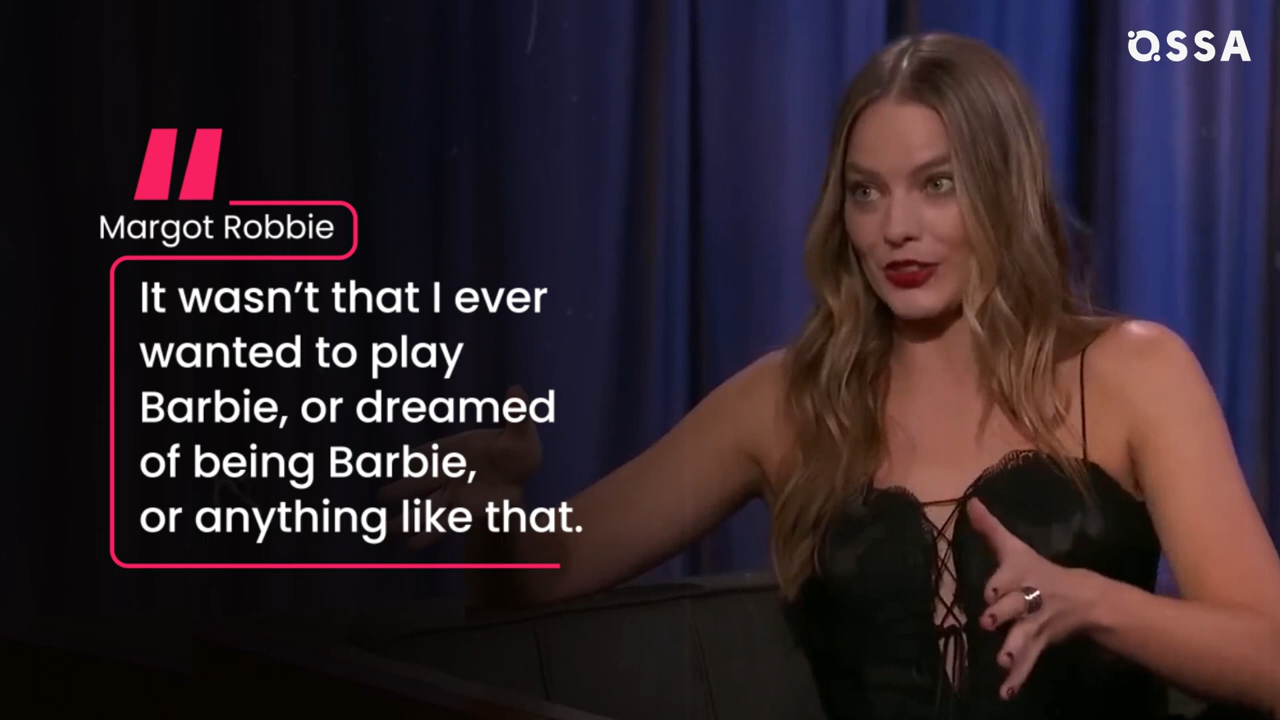 OSSA
Margot Robbie
It wasn’t that I ever
wanted to play
Barbie, or dreamed
of being Barbie,
or anything like that.